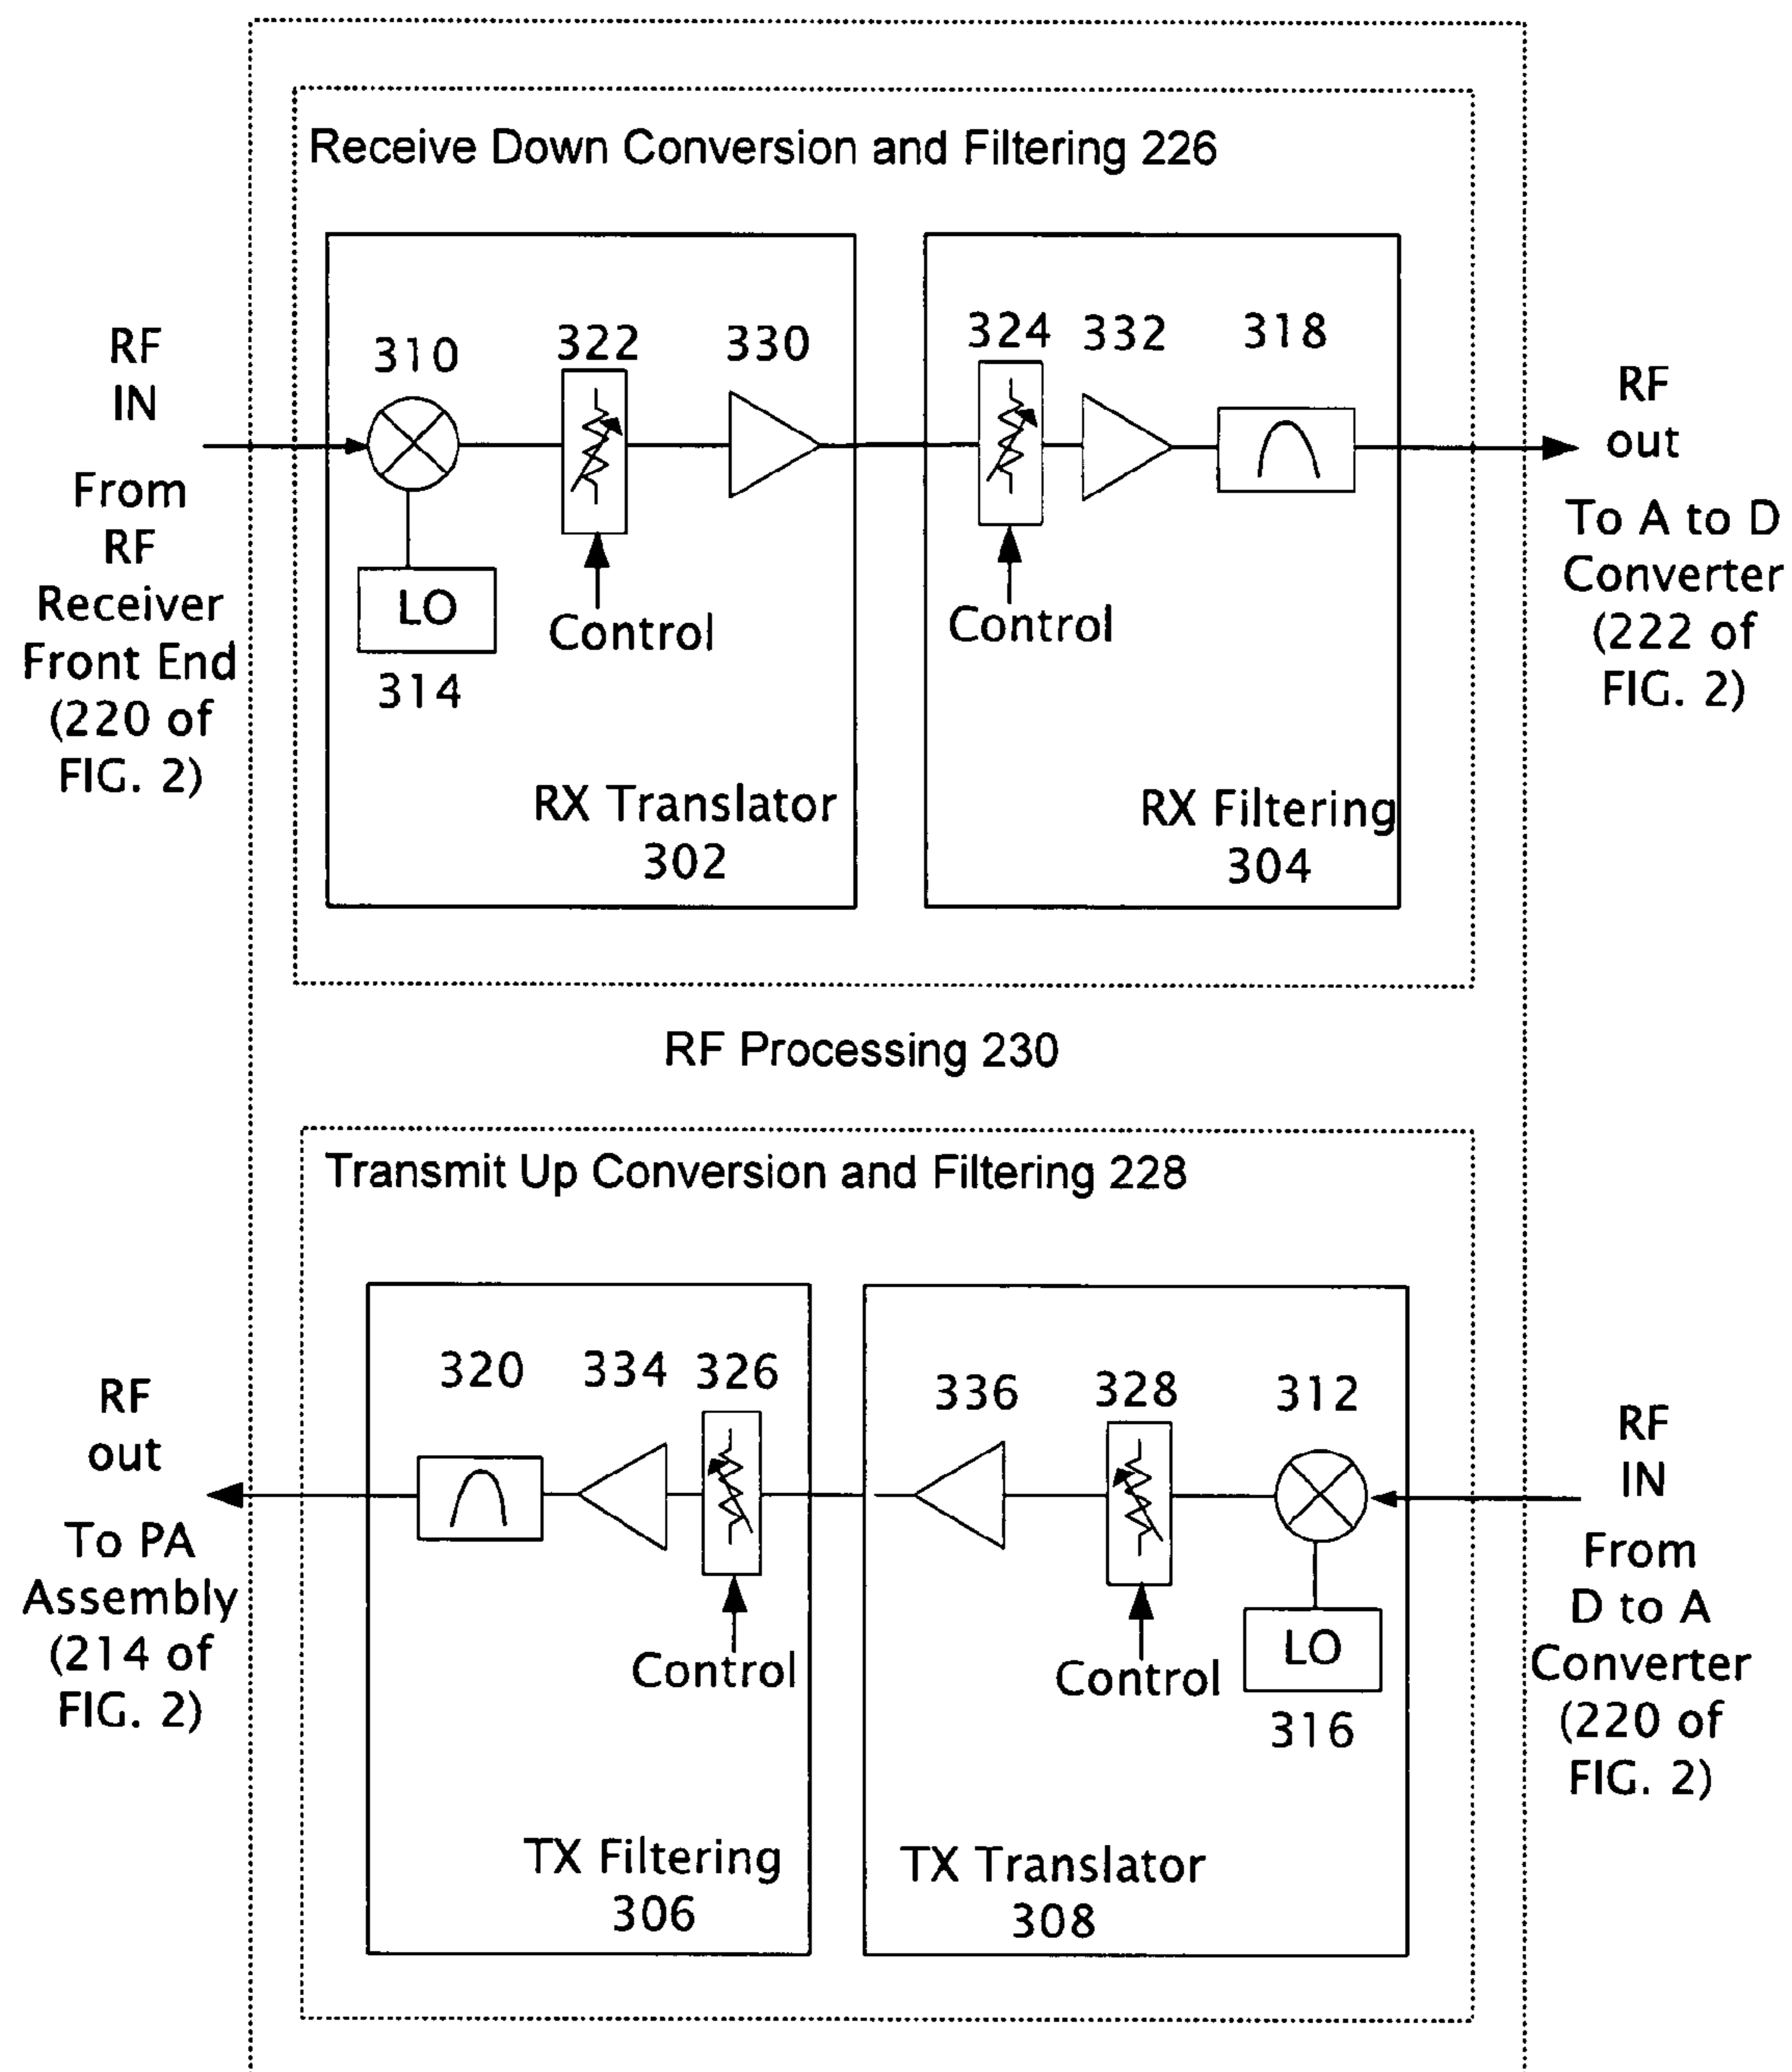 Receive Down Conversion and Filtering 226
RF
IN
From
RF
Receiver
Front End
(220 of
FIG. 2)
310
322
330
LO
314
Control
RX Translator
302
324
332
318
Control
RX Filtering
304
RF
out
To A to D
Converter
(222 of
FIG. 2)
RF Processing 230
Transmit Up Conversion and Filtering 228
RF
out
To PA
Assembly
(214 of
FIG. 2)
320
334
326
Control
TX Filtering
306
336
328
312
Control
LO
316
TX Translator
308
RF
IN
From
D to A
Converter
(220 of
FIG. 2)